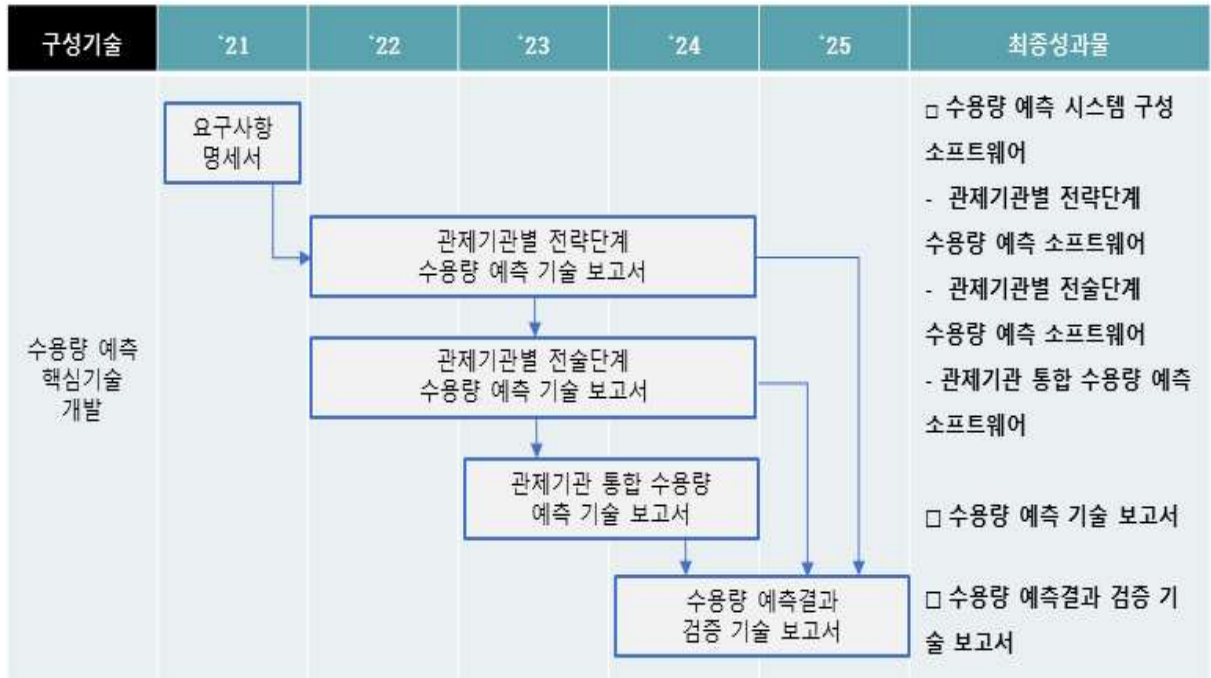 구성기술
`21
`22
`23
`24
`25
최종성과물
수용량 예측
핵심기술
개발
요구사항
명세서
관제기관별 전략단계
수용량 예측 기술 보고서
관제기관별 전술단계
수용량 예측 기술 보고서
관제기관 통합 수용량
예측 기술 보고서
수용량 예측결과
검증 기술 보고서
□ 수용량 예측 시스템 구성
소프트웨어
- 관제기관별 전략단계
수용량 예측 소프트웨어
- 관제기관별 전술단계
수용량 예측 소프트웨어
- 관제기관 통합 수용량 예측
소프트웨어
□ 수용량 예측 기술 보고서
□ 수용량 예측결과 검증 기
술 보고서